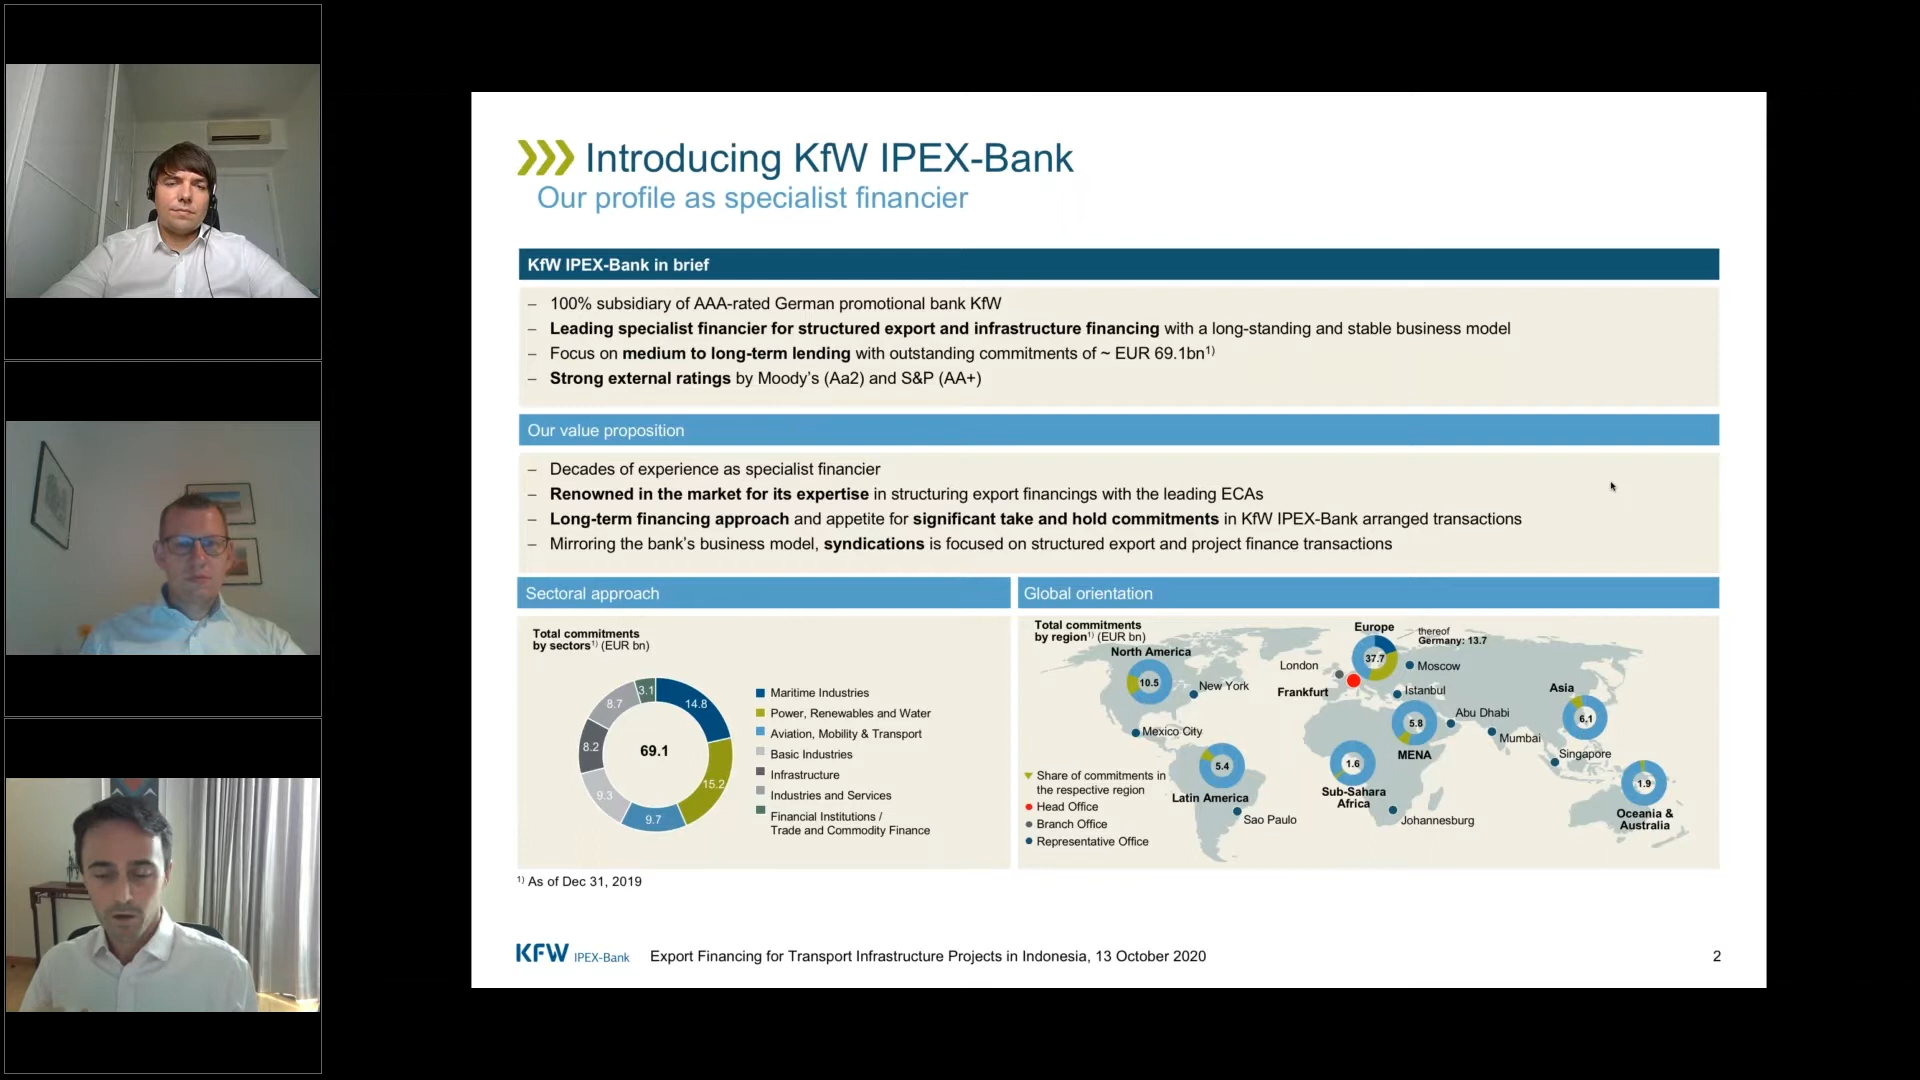 Introducing KfW IPEX-Bank
Our profile as specialist financier
KfW IPEX-Bank in brief
– 100% subsidiary of AAA-rated German promotional bank KfW
– Leading specialist financier for structured export and infrastructure financing with a long-standing and stable business model
– Focus on medium to long-term lending with outstanding commitments of ~ EUR 69.1bn1)
– Strong external ratings by Moody's (Aa2) and S&P (AA+)
Our value proposition
– Decades of experience as specialist financier
– Renowned in the market for its expertise in structuring export financings with the leading ECAs
– Long-term financing approach and appetite for significant take and hold commitments in KfW IPEX-Bank arranged transactions
– Mirroring the bank's business model, syndications is focused on structured export and project finance transactions
Sectoral approach
Total commitments
by sectors1) (EUR bn)
3.1
14.8
8.7
8.2
69.1
15.2
9.3
9.7
Maritime Industries
Power, Renewables and Water
Aviation, Mobility & Transport
Basic Industries
Infrastructure
Industries and Services
Financial Institutions /
Trade and Commodity Finance
Global orientation
Total commitments
by region1) (EUR bn)
North America
10.5
New York
Mexico City
Europe
37.7
thereof
Germany: 13.7
London
Frankfurt
Moscow
Istanbul
Abu Dhabi
5.8
MENA
Mumbai
Asia
6,1
Singapore
5.4
Latin America
Sao Paulo
1.6
Sub-Sahara
Africa
Johannesburg
1.9
Oceania &
Australia
Share of commitments in
the respective region
Head Office
Branch Office
Representative Office
1) As of Dec 31, 2019
KFW IPEX-Bank
Export Financing for Transport Infrastructure Projects in Indonesia, 13 October 2020
2